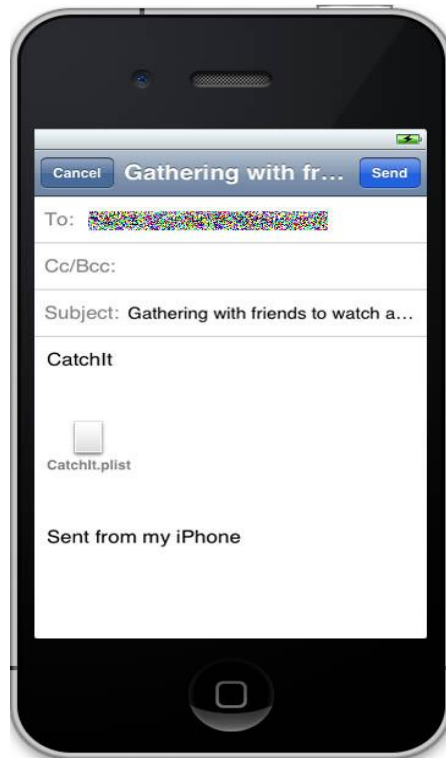 Cancel Gathering with fr... Send
To:
Cc/Bcc:
Subject: Gathering with friends to watch a...
CatchIt
CatchIt.plist
Sent from my iPhone